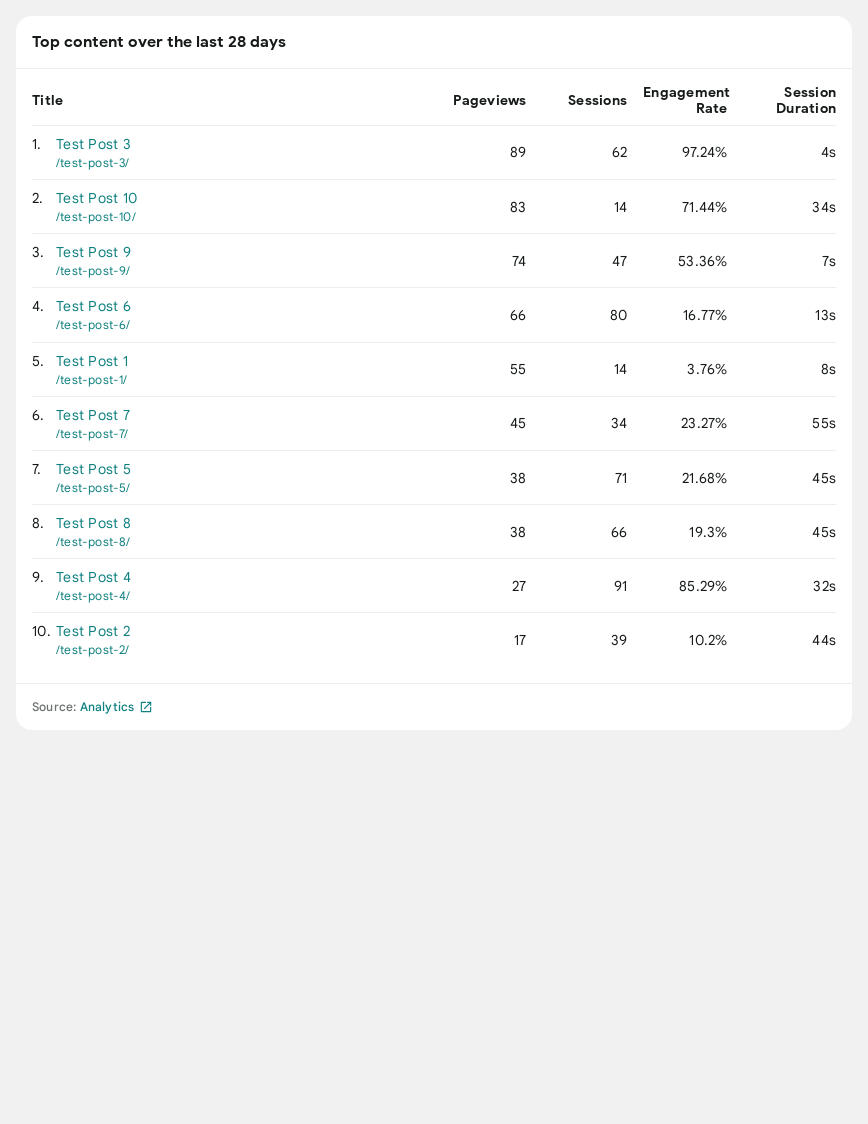 Top content over the last 28 days
Title Pageviews Sessions Engagement Rate Session Duration
1. Test Post 3 89 62 97.24% 4s
/test-post-3/
2. Test Post 10 83 14 71.44% 34s
/test-post-10/
3. Test Post 9 74 47 53.36% 7s
/test-post-9/
4. Test Post 6 66 80 16.77% 13s
/test-post-6/
5. Test Post 1 55 14 3.76% 8s
/test-post-1/
6. Test Post 7 45 34 23.27% 55s
/test-post-7/
7. Test Post 5 38 71 21.68% 45s
/test-post-5/
8. Test Post 8 38 66 19.3% 45s
/test-post-8/
9. Test Post 4 27 91 85.29% 32s
/test-post-4/
10. Test Post 2 17 39 10.2% 44s
/test-post-2/
Source: Analytics